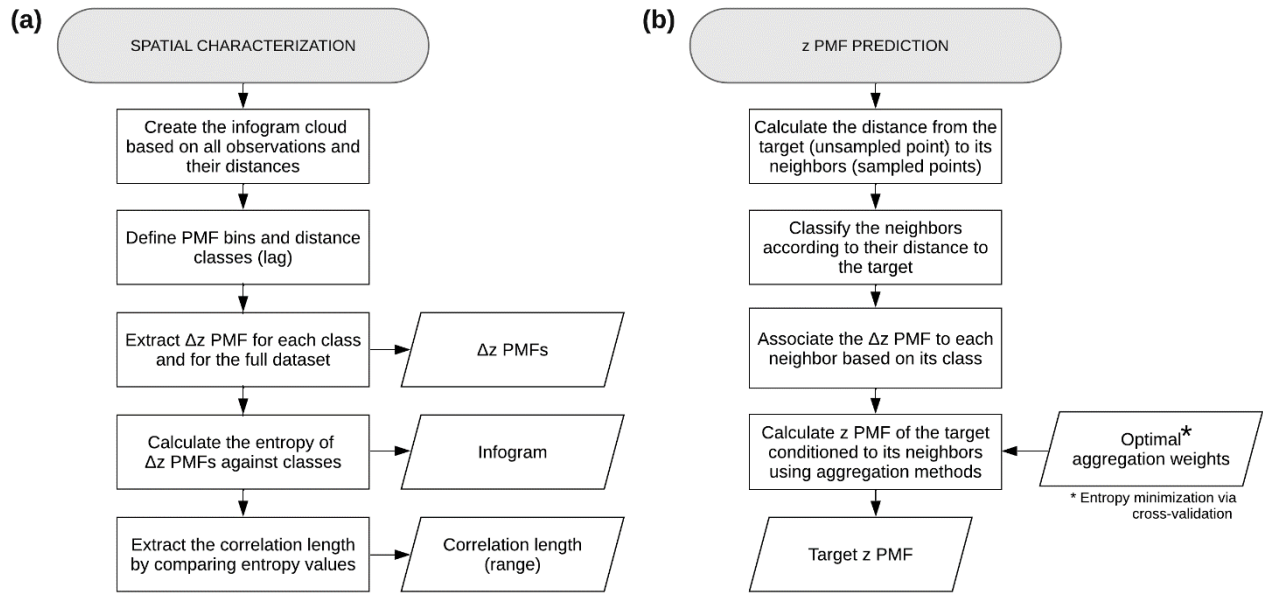 (a)
SPATIAL CHARACTERIZATION
Create the infogram cloud
based on all observations and
their distances
Define PMF bins and distance
classes (lag)
Extract Δz PMF for each class
and for the full dataset
Δz PMFs
Calculate the entropy of
Δz PMFs against classes
Infogram
Extract the correlation length
by comparing entropy values
Correlation length
(range)
(b)
z PMF PREDICTION
Calculate the distance from the
target (unsampled point) to its
neighbors (sampled points)
Classify the neighbors
according to their distance to
the target
Associate the Δz PMF to each
neighbor based on its class
Calculate z PMF of the target
conditioned to its neighbors
using aggregation methods
Optimal*
aggregation weights
* Entropy minimization via
cross-validation
Target z PMF